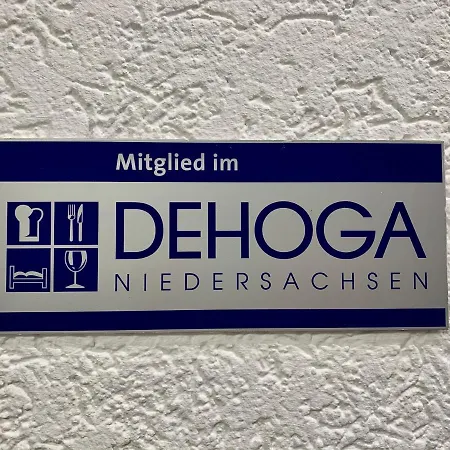 Mitglied im
DEHOGA
NIEDERSACHSEN